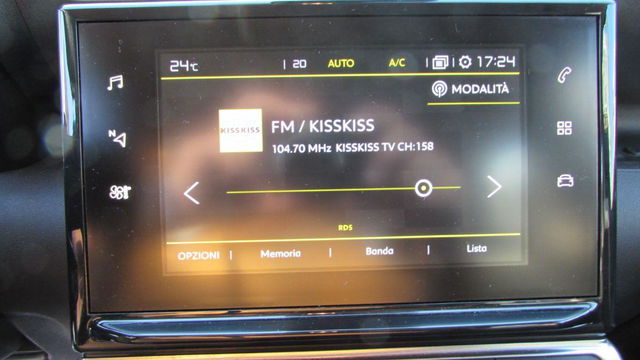 24°C | 20 AUTO A/C | | 17:24
MODALITÀ
N
KISSKISS
FM / KISSKISS
104.70 MHz KISSKISS TV CH:158
RDS
OPZIONI | Memoria | Banda | Lista